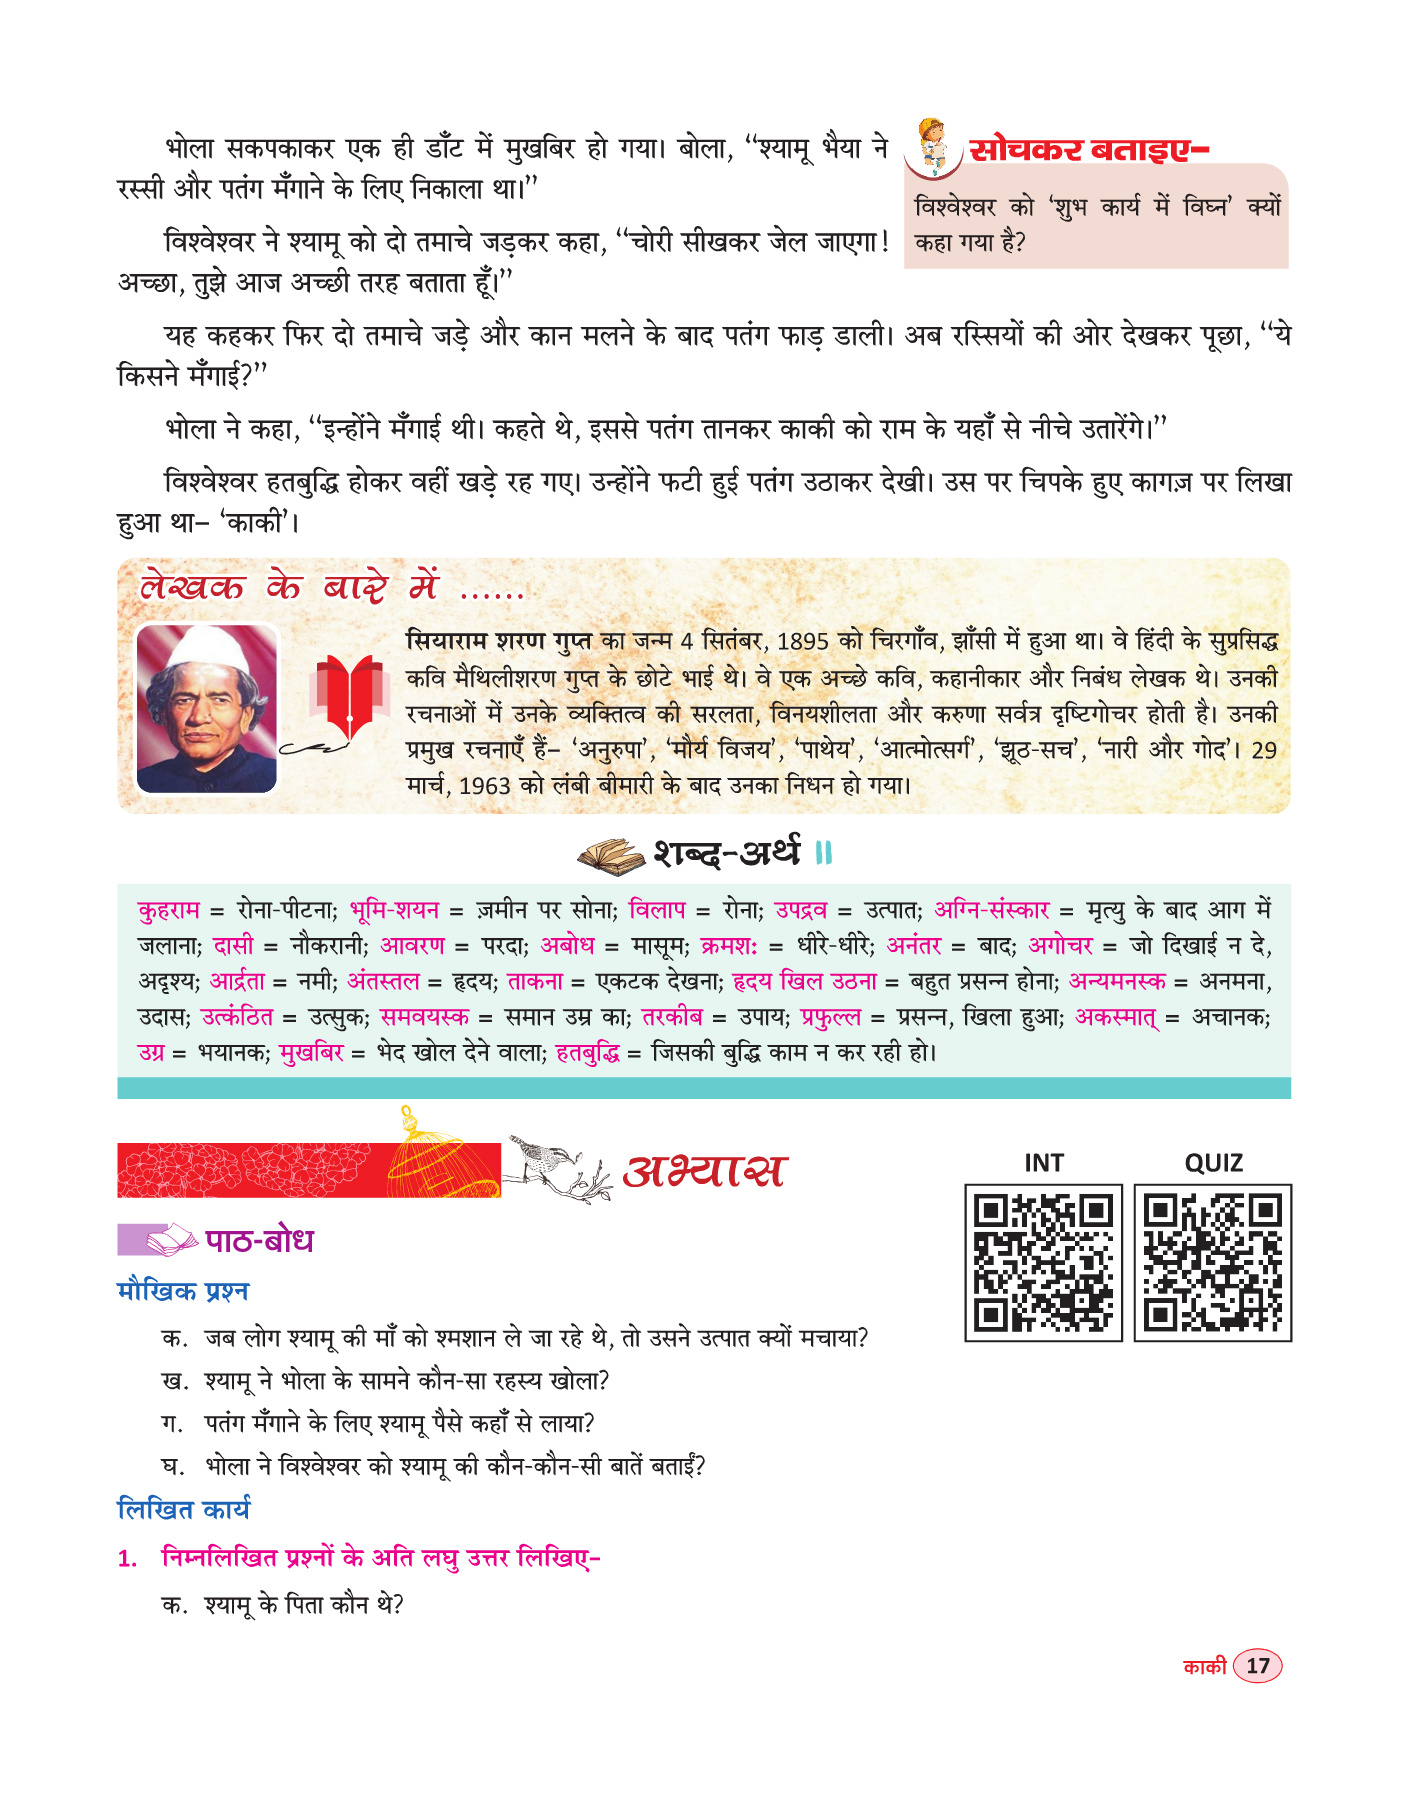 भोला सकपकाकर एक ही डाँट में मुखबिर हो गया। बोला, “श्यामू भैया ने
रस्सी और पतंग मँगाने के लिए निकाला था।”
विश्वेश्वर ने श्यामू को दो तमाचे जड़कर कहा, “चोरी सीखकर जेल जाएगा!
अच्छा, तुझे आज अच्छी तरह बताता हूँ।”
सोचकर बताइए–
विश्वेश्वर को ‘शुभ कार्य में विघ्न’ क्यों
कहा गया है?
यह कहकर फिर दो तमाचे जड़े और कान मलने के बाद पतंग फाड़ डाली। अब रस्सियों की ओर देखकर पूछा, “ये
किसने मँगाई?”
भोला ने कहा, “इन्होंने मँगाई थी। कहते थे, इससे पतंग तानकर काकी को राम के यहाँ से नीचे उतारेंगे।”
विश्वेश्वर हतबुद्धि होकर वहीं खड़े रह गए। उन्होंने फटी हुई पतंग उठाकर देखी। उस पर चिपके हुए कागज़ पर लिखा
हुआ था– ‘काकी’।
लेखक के बारे में ......
सियाराम शरण गुप्त का जन्म 4 सितंबर, 1895 को चिरगाँव, झाँसी में हुआ था। वे हिंदी के सुप्रसिद्ध
कवि मैथिलीशरण गुप्त के छोटे भाई थे। वे एक अच्छे कवि, कहानीकार और निबंध लेखक थे। उनकी
रचनाओं में उनके व्यक्तित्व की सरलता, विनयशीलता और करुणा सर्वत्र दृष्टिगोचर होती है। उनकी
प्रमुख रचनाएँ हैं– ‘अनुरुपा’, ‘मौर्य विजय’, ‘पाथेय’, ‘आत्मोत्सर्ग’, ‘झूठ-सच’, ‘नारी और गोद’। 29
मार्च, 1963 को लंबी बीमारी के बाद उनका निधन हो गया।
शब्द-अर्थ
कुहराम = रोना-पीटना; भूमि-शयन = ज़मीन पर सोना; विलाप = रोना; उपद्रव = उत्पात; अग्नि-संस्कार = मृत्यु के बाद आग में
जलाना; दासी = नौकरानी; आवरण = परदा; अबोध = मासूम; क्रमशः = धीरे-धीरे; अनंतर = बाद; अगोचर = जो दिखाई न दे,
अदृश्य; आर्द्रता = नमी; अंतस्तल = हृदय; ताकना = एकटक देखना; हृदय खिल उठना = बहुत प्रसन्न होना; अन्यमनस्क = अनमना,
उदास; उत्कंठित = उत्सुक; समवयस्क = समान उम्र का; तरकीब = उपाय; प्रफुल्ल = प्रसन्न, खिला हुआ; अकस्मात् = अचानक;
उग्र = भयानक; मुखबिर = भेद खोल देने वाला; हतबुद्धि = जिसकी बुद्धि काम न कर रही हो।
अभ्यास
INT QUIZ
पाठ-बोध
मौखिक प्रश्न
क. जब लोग श्यामू की माँ को श्मशान ले जा रहे थे, तो उसने उत्पात क्यों मचाया?
ख. श्यामू ने भोला के सामने कौन-सा रहस्य खोला?
ग. पतंग मँगाने के लिए श्यामू पैसे कहाँ से लाया?
घ. भोला ने विश्वेश्वर को श्यामू की कौन-कौन-सी बातें बताईं?
लिखित कार्य
1. निम्नलिखित प्रश्नों के अति लघु उत्तर लिखिए–
क. श्यामू के पिता कौन थे?
काकी 17